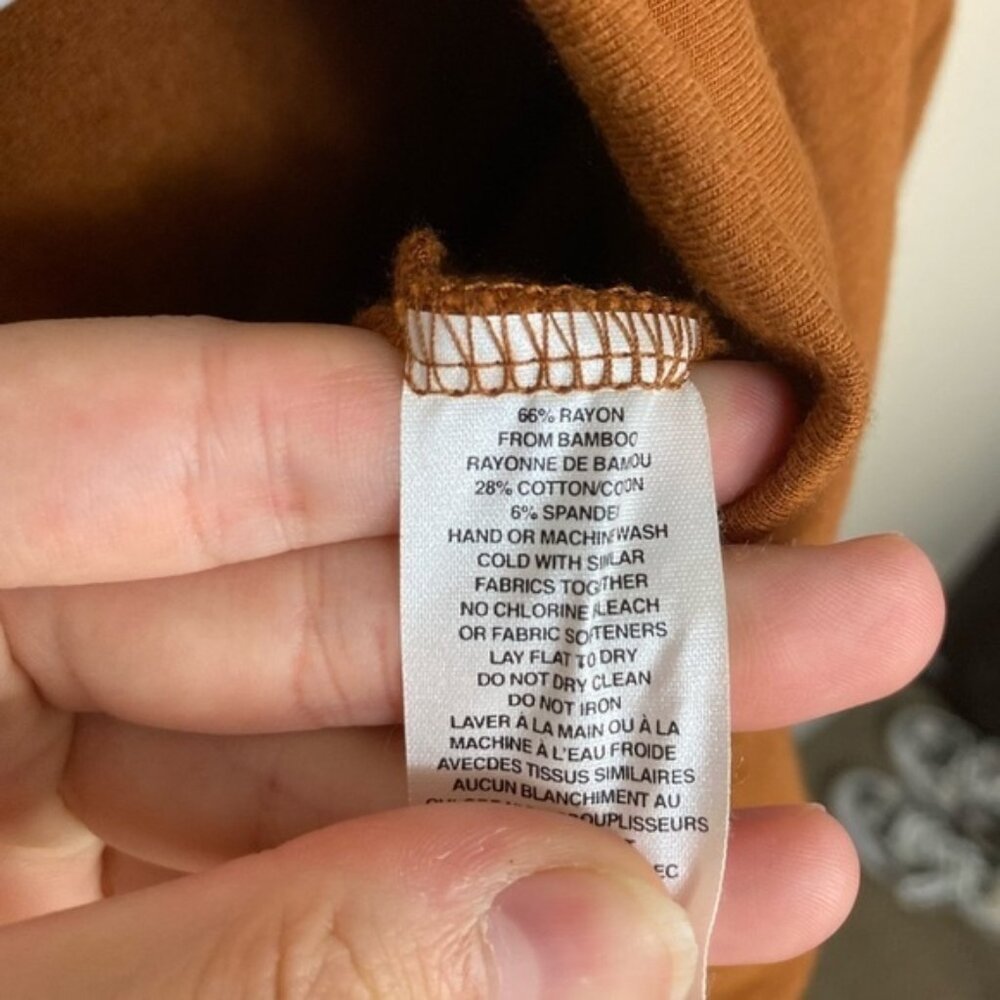 66% RAYON
FROM BAMBOO
RAYONNE DE BAMOU
28% COTTON/COON
6% SPANDE
HAND OR MACHINE WASH
COLD WITH SIMILAR
FABRICS TOGETHER
NO CHLORINE BLEACH
OR FABRIC SOFTENERS
LAY FLAT TO DRY
DO NOT DRY CLEAN
DO NOT IRON
LAVER À LA MAIN OU À LA
MACHINE À L'EAU FROIDE
AVECDES TISSUS SIMILAIRES
AUCUN BLANCHIMENT AU